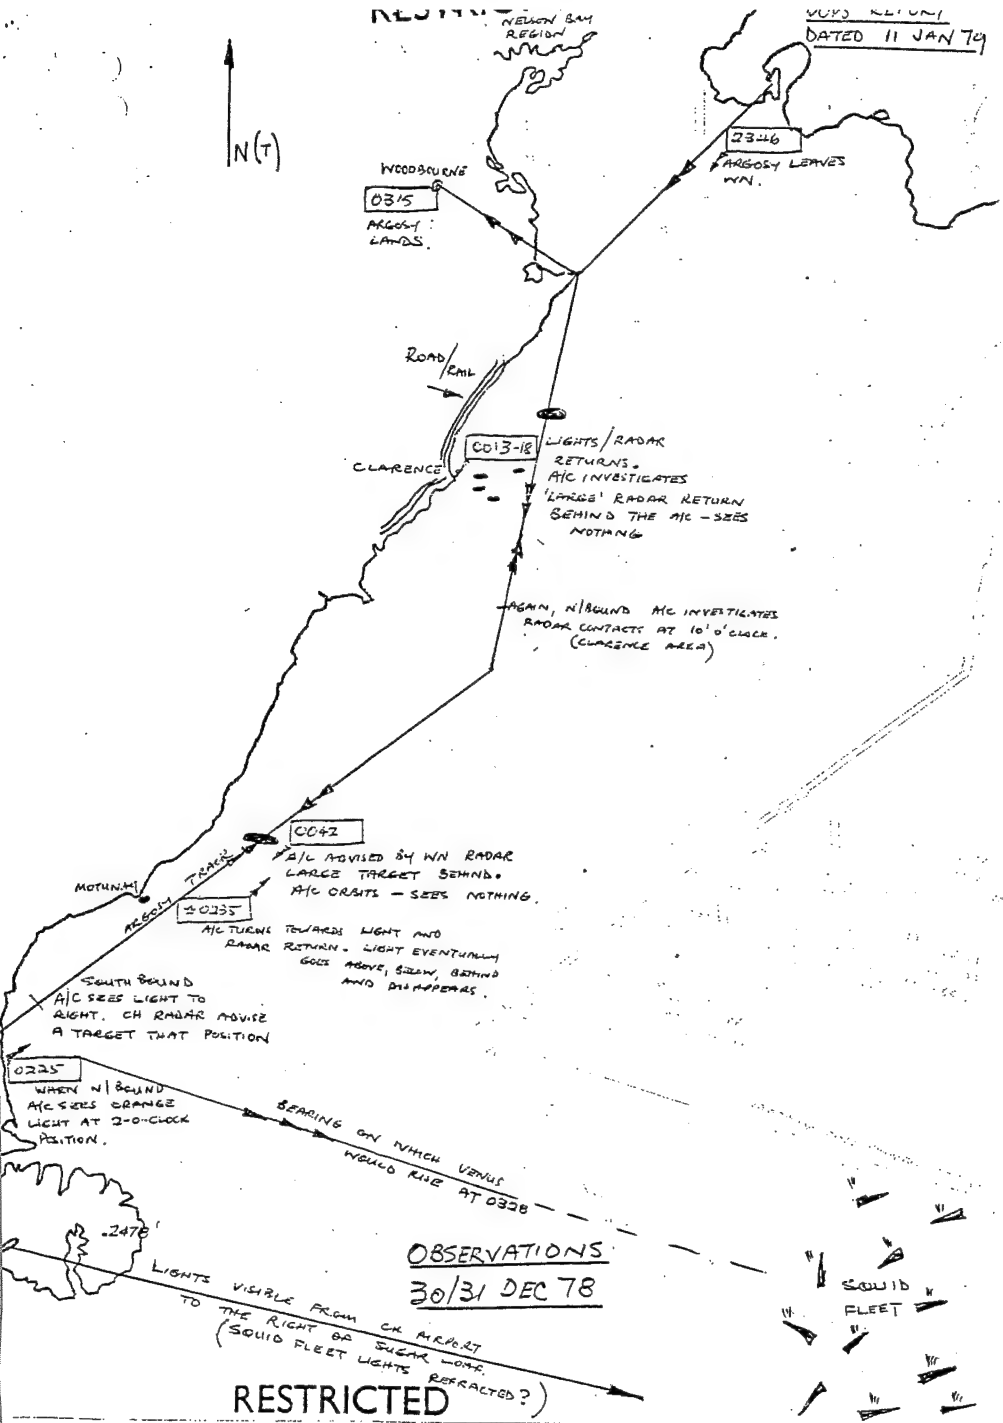 NELSON BAY
REGION
DATED 11 JAN 79
N(T)
2346
ARGOSY LEAVES
WN.
WOODBOURNE
0315
ARGOSY
LANDS.
ROAD/
RAIL
CLARENCE
0013-18
LIGHTS/RADAR
RETURNS.
A/C INVESTIGATES
'LARGE' RADAR RETURN
BEHIND THE A/C - SEES
NOTHING
AGAIN, N/BOUND A/C INVESTIGATES
RADAR CONTACTS AT 10'O'CLOCK.
(CLARENCE AREA)
0042
A/C ADVISED BY WN RADAR
LARGE TARGET BEHIND.
A/C ORBITS - SEES NOTHING.
MOTUNAU
ARGOSY TRACK
0235
A/C TURNS TOWARDS LIGHT AND
RADAR RETURN. LIGHT EVENTUALLY
GOES ABOVE, BELOW, BEHIND
AND DISAPPEARS.
SOUTH BOUND
A/C SEES LIGHT TO
RIGHT. CH RADAR ADVISE
A TARGET THAT POSITION
0225
WHEN N/BOUND
A/C SEES ORANGE
LIGHT AT 2-O-CLOCK
POSITION.
BEARING ON WHICH VENUS
WOULD RISE AT 0328
.2478'
OBSERVATIONS
30/31 DEC 78
SQUID
FLEET
LIGHTS VISIBLE FROM CH AIRPORT
TO THE RIGHT OF SUGAR LOAF.
(SQUID FLEET LIGHTS REFRACTED?)
RESTRICTED